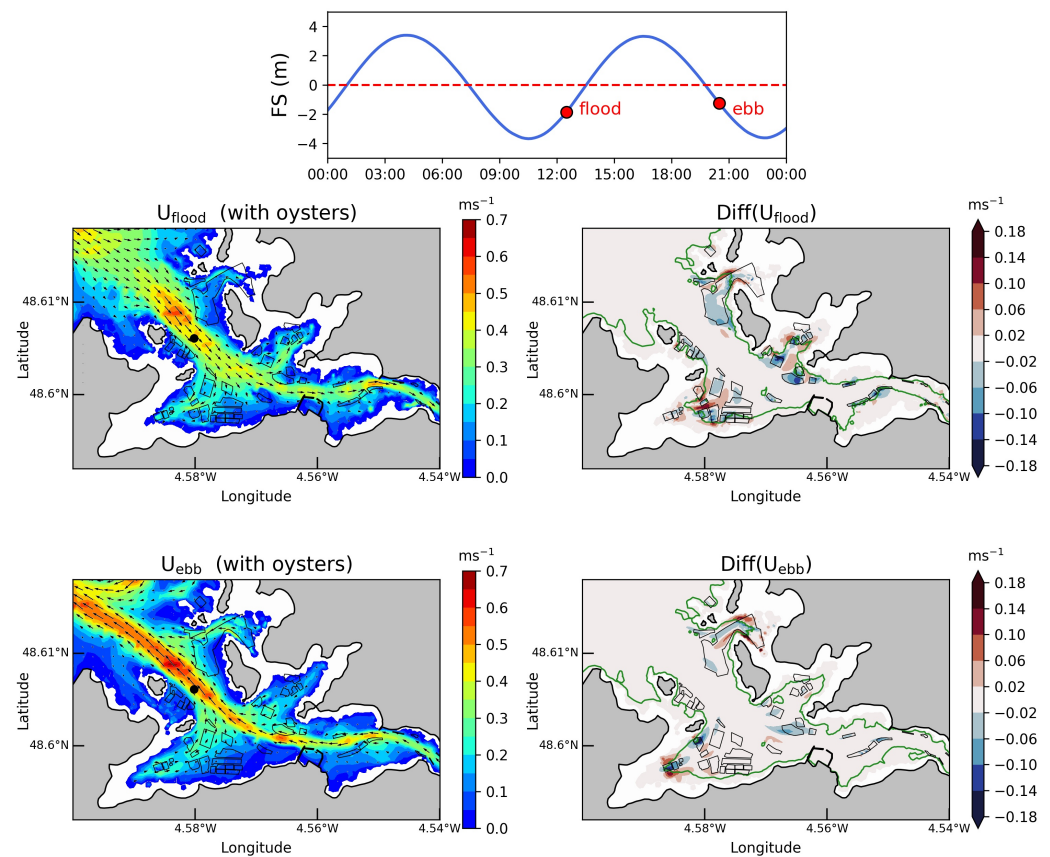 FS (m)
4
2
0
−2
−4
flood
ebb
00:00 03:00 06:00 09:00 12:00 15:00 18:00 21:00 00:00
U_flood (with oysters)
ms⁻¹
Latitude
48.61°N
48.6°N
4.58°W 4.56°W 4.54°W
Longitude
0.7
0.6
0.5
0.4
0.3
0.2
0.1
0.0
Diff(U_flood)
ms⁻¹
Latitude
48.61°N
48.6°N
4.58°W 4.56°W 4.54°W
Longitude
0.18
0.14
0.10
0.06
0.02
−0.02
−0.06
−0.10
−0.14
−0.18
U_ebb (with oysters)
ms⁻¹
Latitude
48.61°N
48.6°N
4.58°W 4.56°W 4.54°W
Longitude
0.7
0.6
0.5
0.4
0.3
0.2
0.1
0.0
Diff(U_ebb)
ms⁻¹
Latitude
48.61°N
48.6°N
4.58°W 4.56°W 4.54°W
Longitude
0.18
0.14
0.10
0.06
0.02
−0.02
−0.06
−0.10
−0.14
−0.18